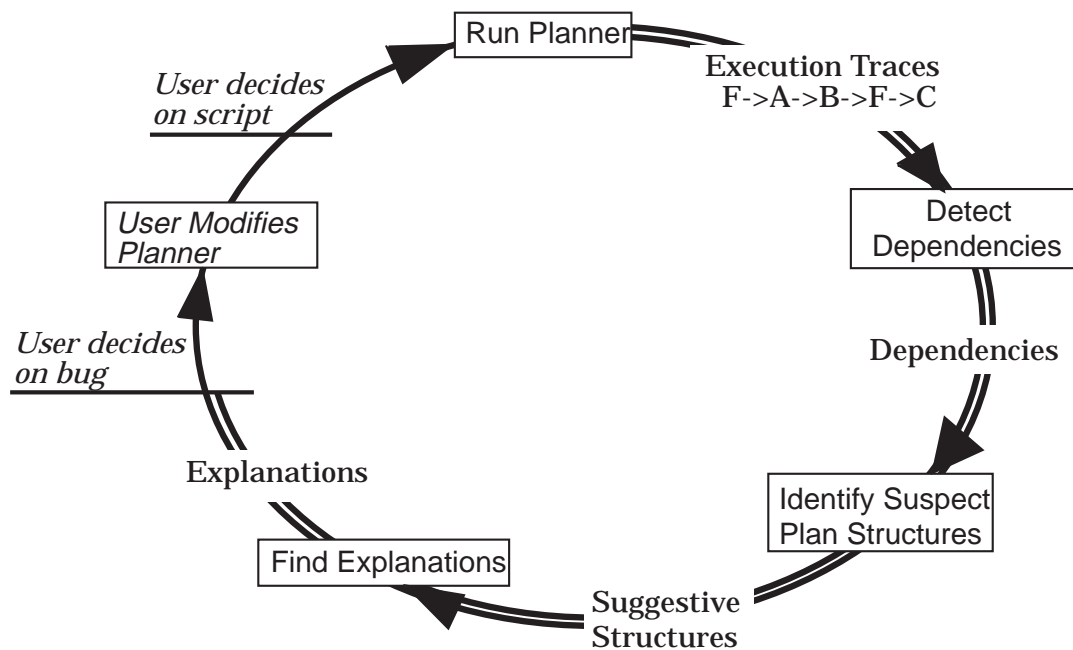 Run Planner
Execution Traces
F->A->B->F->C
Detect
Dependencies
Dependencies
Identify Suspect
Plan Structures
Suggestive
Structures
Find Explanations
Explanations
User decides
on bug
User Modifies
Planner
User decides
on script